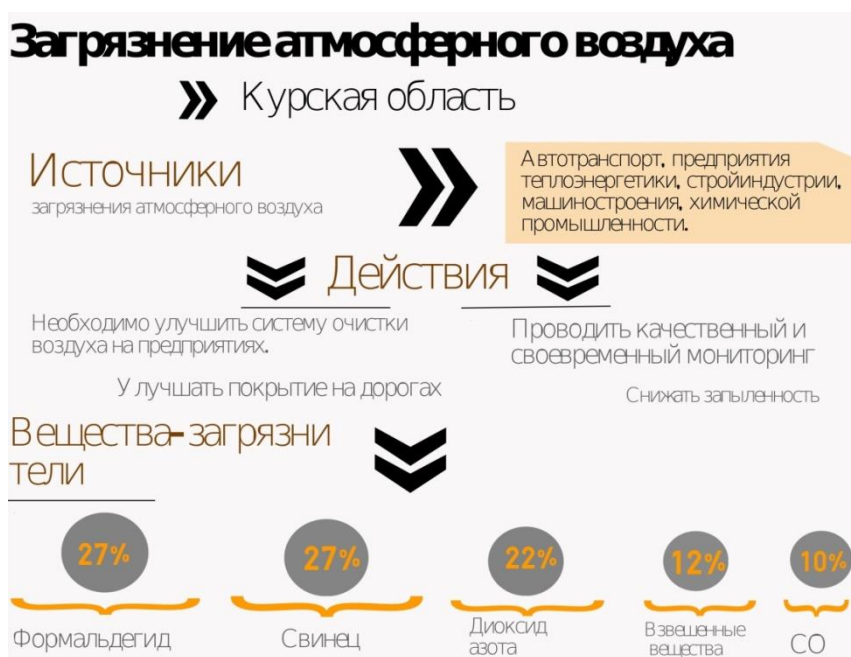 Загрязнение атмосферного воздуха
Курская область
Источники
загрязнения атмосферного воздуха
Автотранспорт, предприятия
теплоэнергетики, стройиндустрии,
машиностроения, химической
промышленности.
Действия
Необходимо улучшить систему очистки
воздуха на предприятиях.
Проводить качественный и
своевременный мониторинг
Улучшать покрытие на дорогах
Снижать запыленность
Вещества-загрязни
тели
27%
27%
22%
12%
10%
Формальдегид
Свинец
Диоксид
азота
Взвешенные
вещества
СО